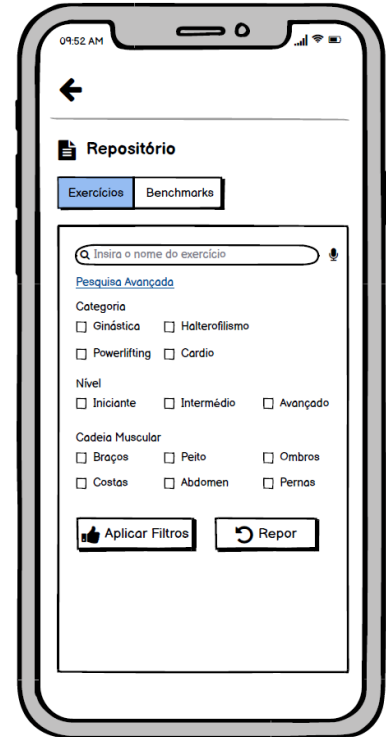 09:52 AM
Repositório
Exercícios Benchmarks
Insira o nome do exercício
Pesquisa Avançada
Categoria
Ginástica Halterofilismo
Powerlifting Cardio
Nível
Iniciante Intermédio Avançado
Cadeia Muscular
Braços Peito Ombros
Costas Abdomen Pernas
Aplicar Filtros Repor